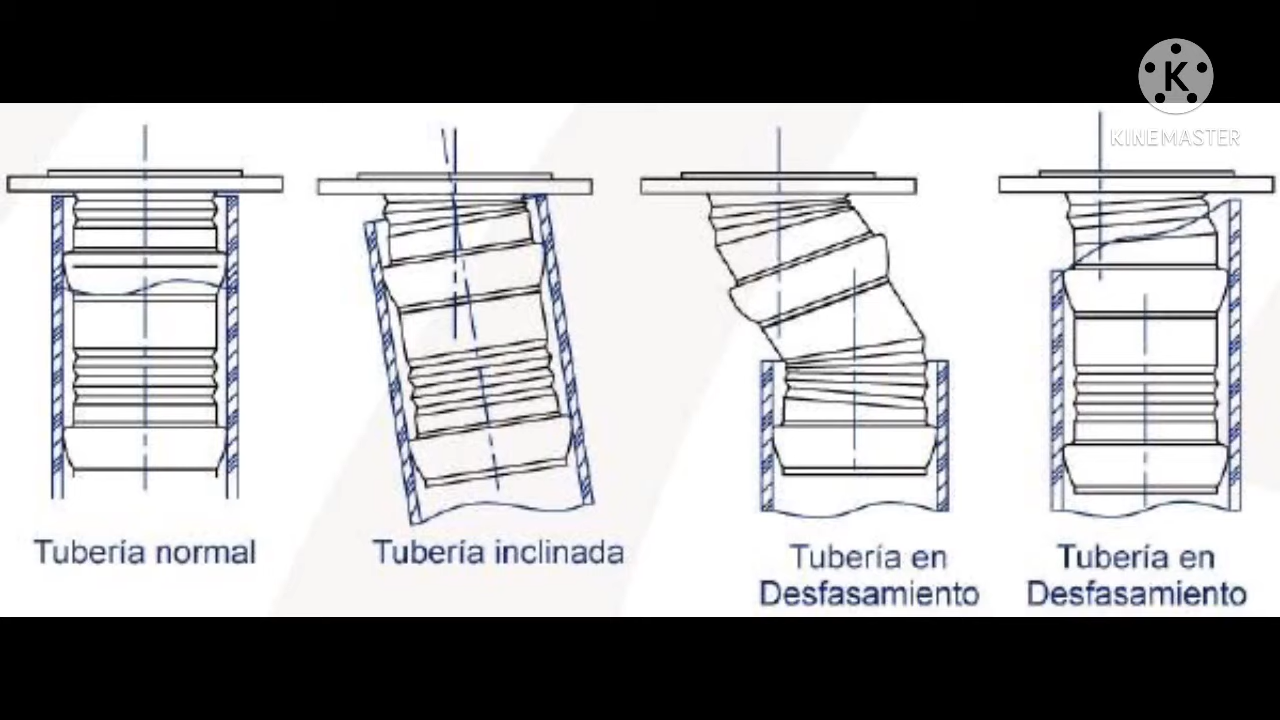 K
KINEMASTER
Tubería normal
Tubería inclinada
Tubería en
Desfasamiento
Tubería en
Desfasamiento